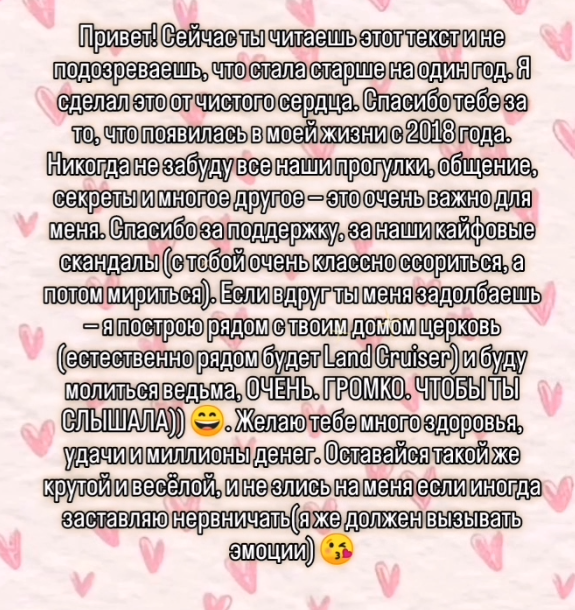 Привет! Сейчас ты читаешь этот текст и не
подозреваешь, что стала старше на один год. Я
сделал это от чистого сердца. Спасибо тебе за
то, что появилась в моей жизни с 2018 года.
Никогда не забуду все наши прогулки, общение,
секреты и многое другое – это очень важно для
меня. Спасибо за поддержку, за наши кайфовые
скандалы (с тобой очень классно ссориться, а
потом мириться). Если вдруг ты меня задолбаешь
– я построю рядом с твоим домом церковь
(естественно рядом будет Land Cruiser) и буду
молиться ведьма, ОЧЕНЬ. ГРОМКО. ЧТОБЫ ТЫ
СЛЫШАЛА)) 😄. Желаю тебе много здоровья,
удачи и миллионы денег. Оставайся такой же
крутой и весёлой, и не злись на меня если иногда
заставляю нервничать(я же должен вызывать
эмоции) 😘